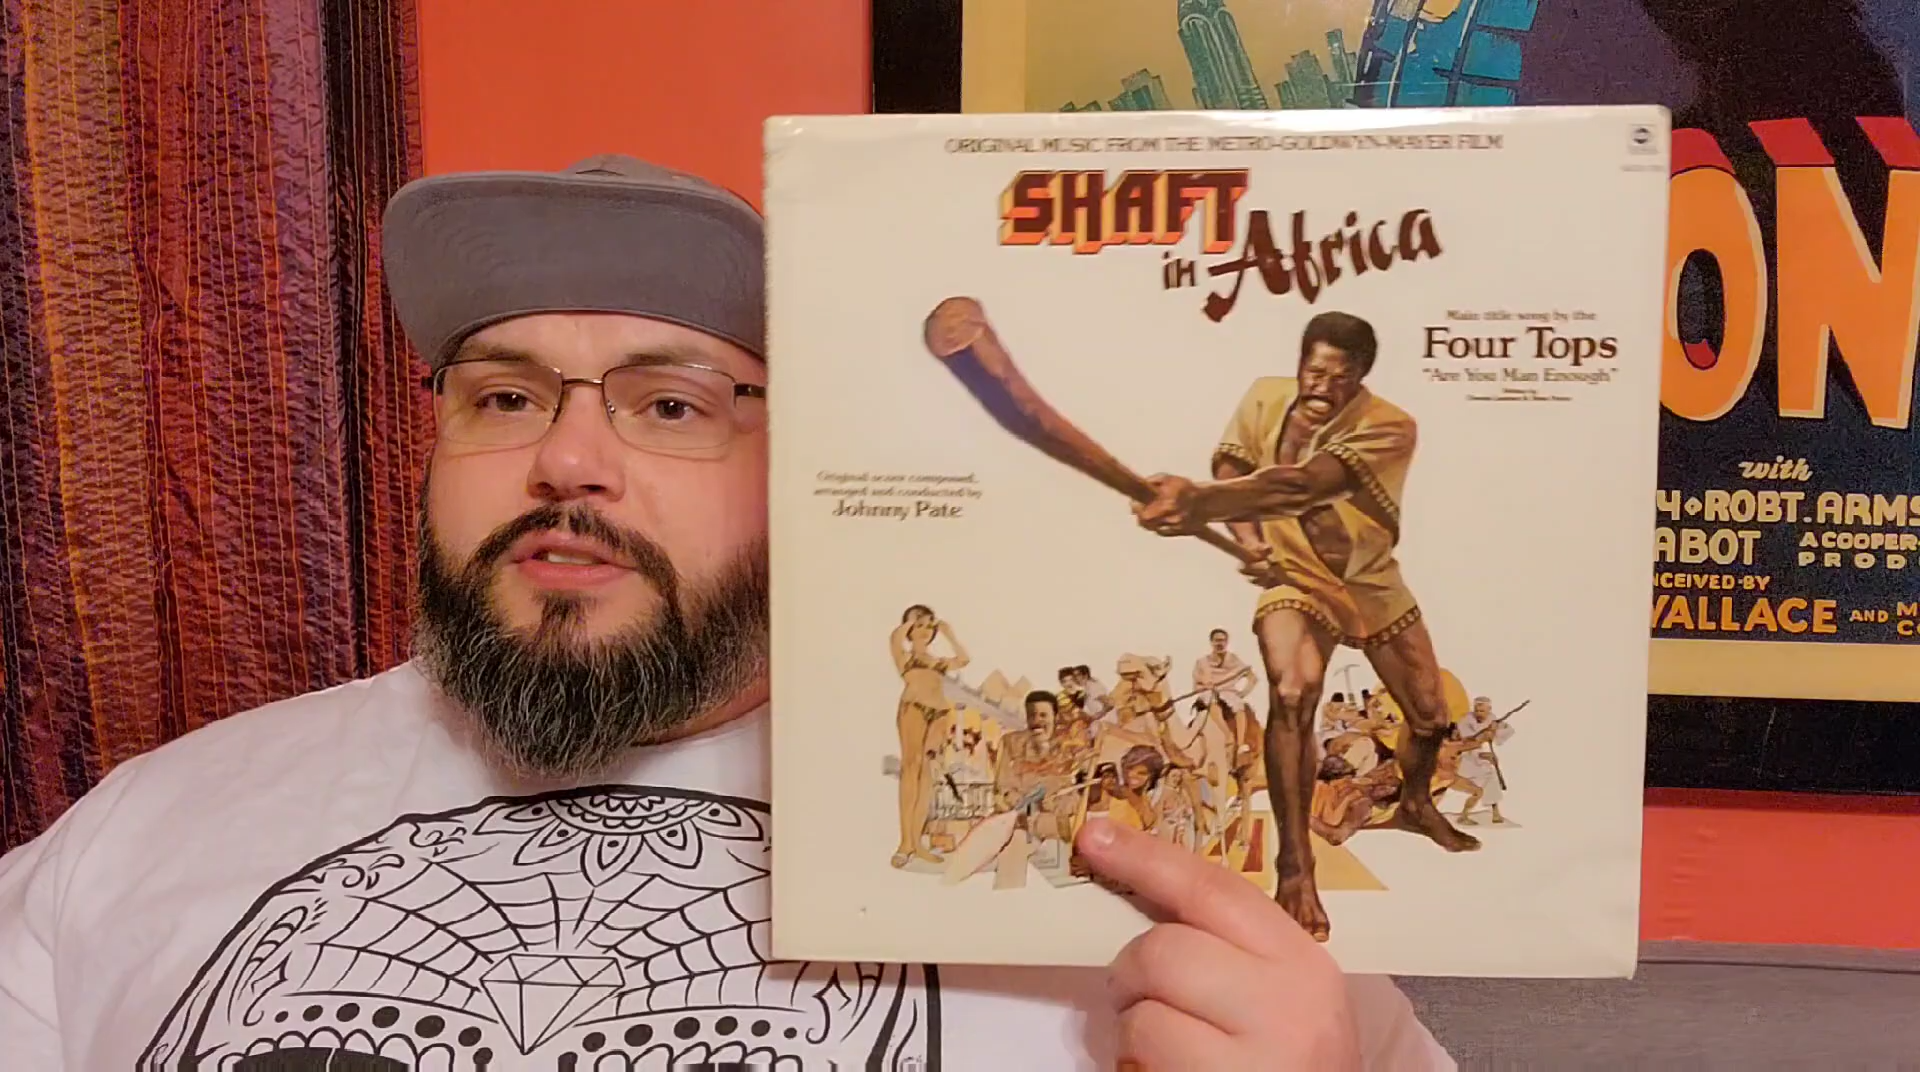 ORIGINAL MUSIC FROM THE METRO-GOLDWYN-MAYER FILM
SHAFT
in Africa
Main title song by the
Four Tops
"Are You Man Enough"
Original score composed,
arranged and conducted by
Johnny Pate
ON
with
Y ROBT. ARMS
ABOT
A COOPER-
PROD
NCEIVED BY
WALLACE AND M
C